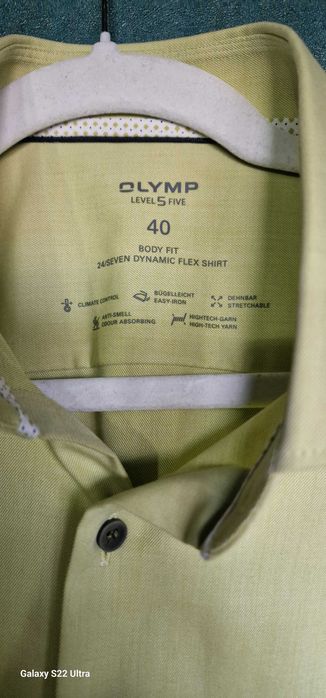 OLYMP
LEVEL 5 FIVE
40
BODY FIT
24/SEVEN DYNAMIC FLEX SHIRT
CLIMATE CONTROL
BÜGELLEICHT
EASY-IRON
DEHNBAR
STRETCHABLE
ANTI-SMELL
ODOUR ABSORBING
HIGHTECH-GARN
HIGH-TECH YARN
Galaxy S22 Ultra